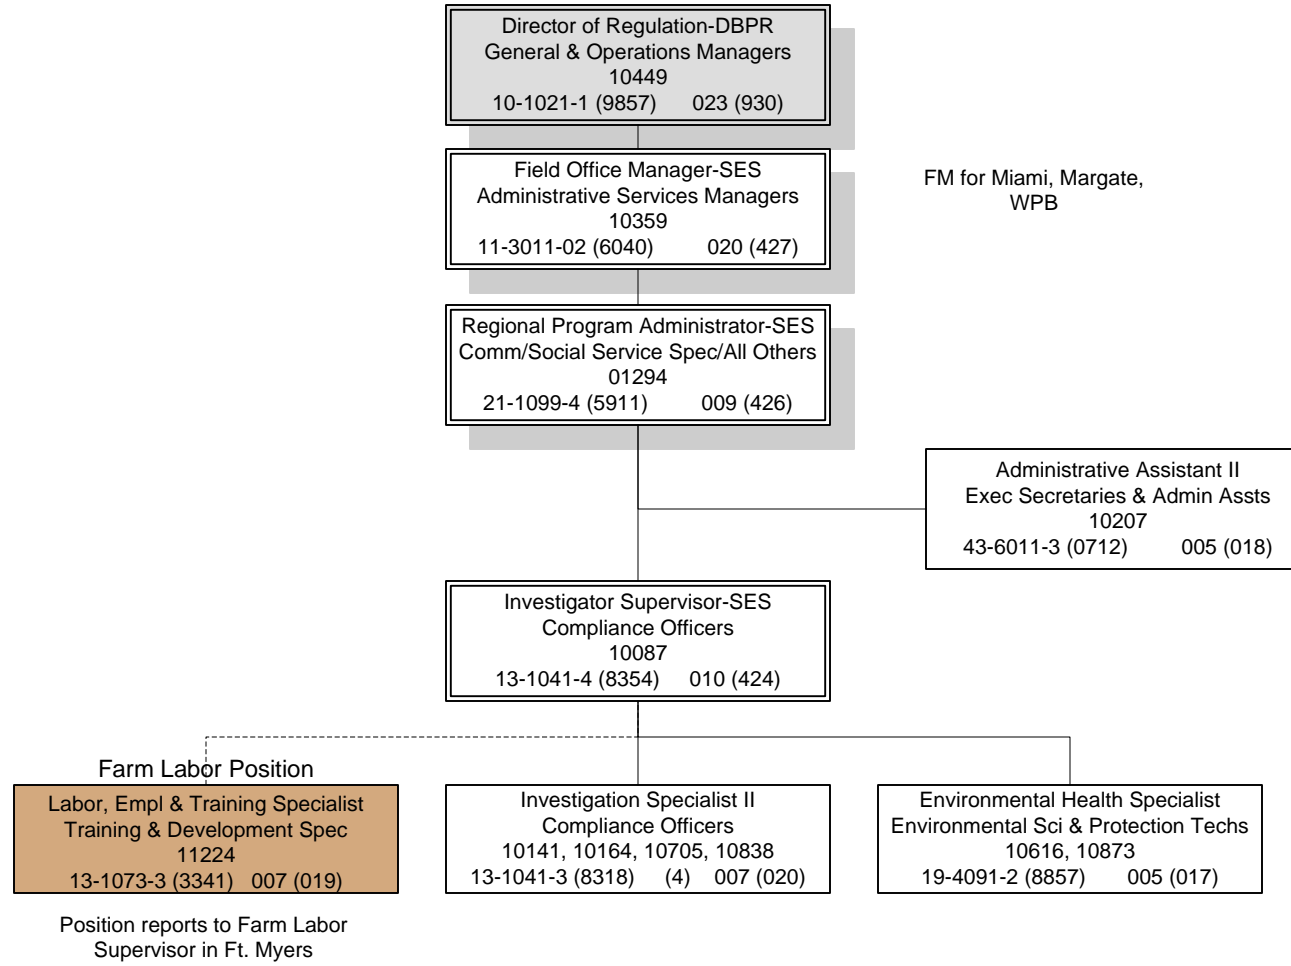 Director of Regulation-DBPR
General & Operations Managers
10449
10-1021-1 (9857) 023 (930)
Field Office Manager-SES
Administrative Services Managers
10359
11-3011-02 (6040) 020 (427)
FM for Miami, Margate,
WPB
Regional Program Administrator-SES
Comm/Social Service Spec/All Others
01294
21-1099-4 (5911) 009 (426)
Administrative Assistant II
Exec Secretaries & Admin Assts
10207
43-6011-3 (0712) 005 (018)
Investigator Supervisor-SES
Compliance Officers
10087
13-1041-4 (8354) 010 (424)
Farm Labor Position
Labor, Empl & Training Specialist
Training & Development Spec
11224
13-1073-3 (3341) 007 (019)
Position reports to Farm Labor
Supervisor in Ft. Myers
Investigation Specialist II
Compliance Officers
10141, 10164, 10705, 10838
13-1041-3 (8318) (4) 007 (020)
Environmental Health Specialist
Environmental Sci & Protection Techs
10616, 10873
19-4091-2 (8857) 005 (017)